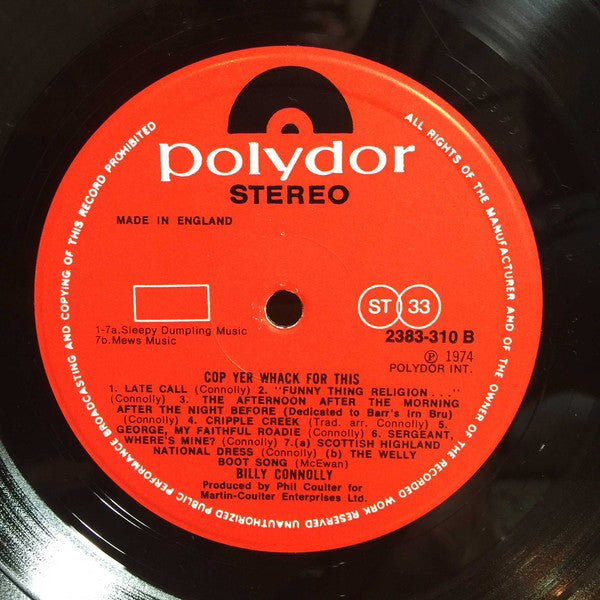 polydor
STEREO
MADE IN ENGLAND
ST 33
1-7a.Sleepy Dumpling Music
7b.Mews Music
2383-310 B
℗ 1974
POLYDOR INT.
COP YER WHACK FOR THIS
1. LATE CALL (Connolly) 2. "FUNNY THING RELIGION . . ."
(Connolly) 3. THE AFTERNOON AFTER THE MORNING
AFTER THE NIGHT BEFORE (Dedicated to Barr's Irn Bru)
(Connolly) 4. CRIPPLE CREEK (Trad. arr. Connolly) 5.
GEORGE, MY FAITHFUL ROADIE (Connolly) 6. SERGEANT,
WHERE'S MINE? (Connolly) 7.(a) SCOTTISH HIGHLAND
NATIONAL DRESS (Connolly) (b) THE WELLY
BOOT SONG (McEwan)
BILLY CONNOLLY
Produced by Phil Coulter for
Martin-Coulter Enterprises Ltd.
ALL RIGHTS OF THE MANUFACTURER AND OF THE OWNER OF THE RECORDED WORK RESERVED UNAUTHORIZED PUBLIC PERFORMANCE BROADCASTING AND COPYING OF THIS RECORD PROHIBITED